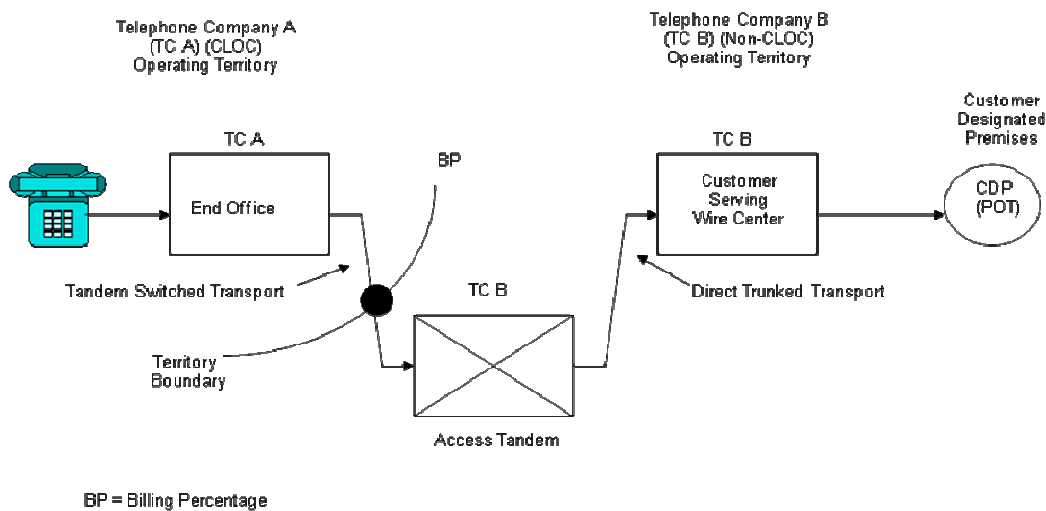 Telephone Company A
(TC A) (CLOC)
Operating Territory
Telephone Company B
(TC B) (Non-CLOC)
Operating Territory
Customer
Designated
Premises
TC A
End Office
BP
TC B
Customer
Serving
Wire Center
CDP
(POT)
Tandem Switched Transport
TC B
Direct Trunked Transport
Territory
Boundary
Access Tandem
BP = Billing Percentage